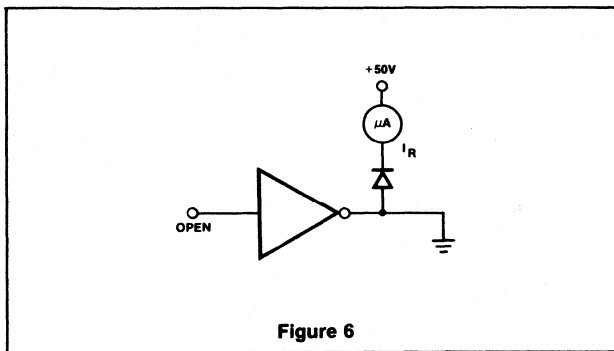 +50V
μA
I_R
OPEN
Figure 6